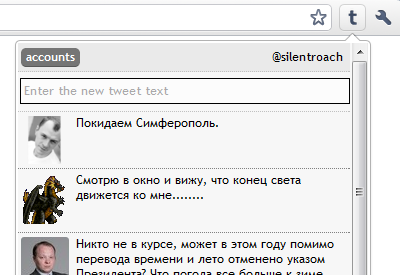 t
accounts
@silentroach
Enter the new tweet text
Покидаем Симферополь.
Смотрю в окно и вижу, что конец света
движется ко мне........
Никто не в курсе, может в этом году помимо
перевода времени и лето отменено указом
Президента? Что погода все больше к зиме